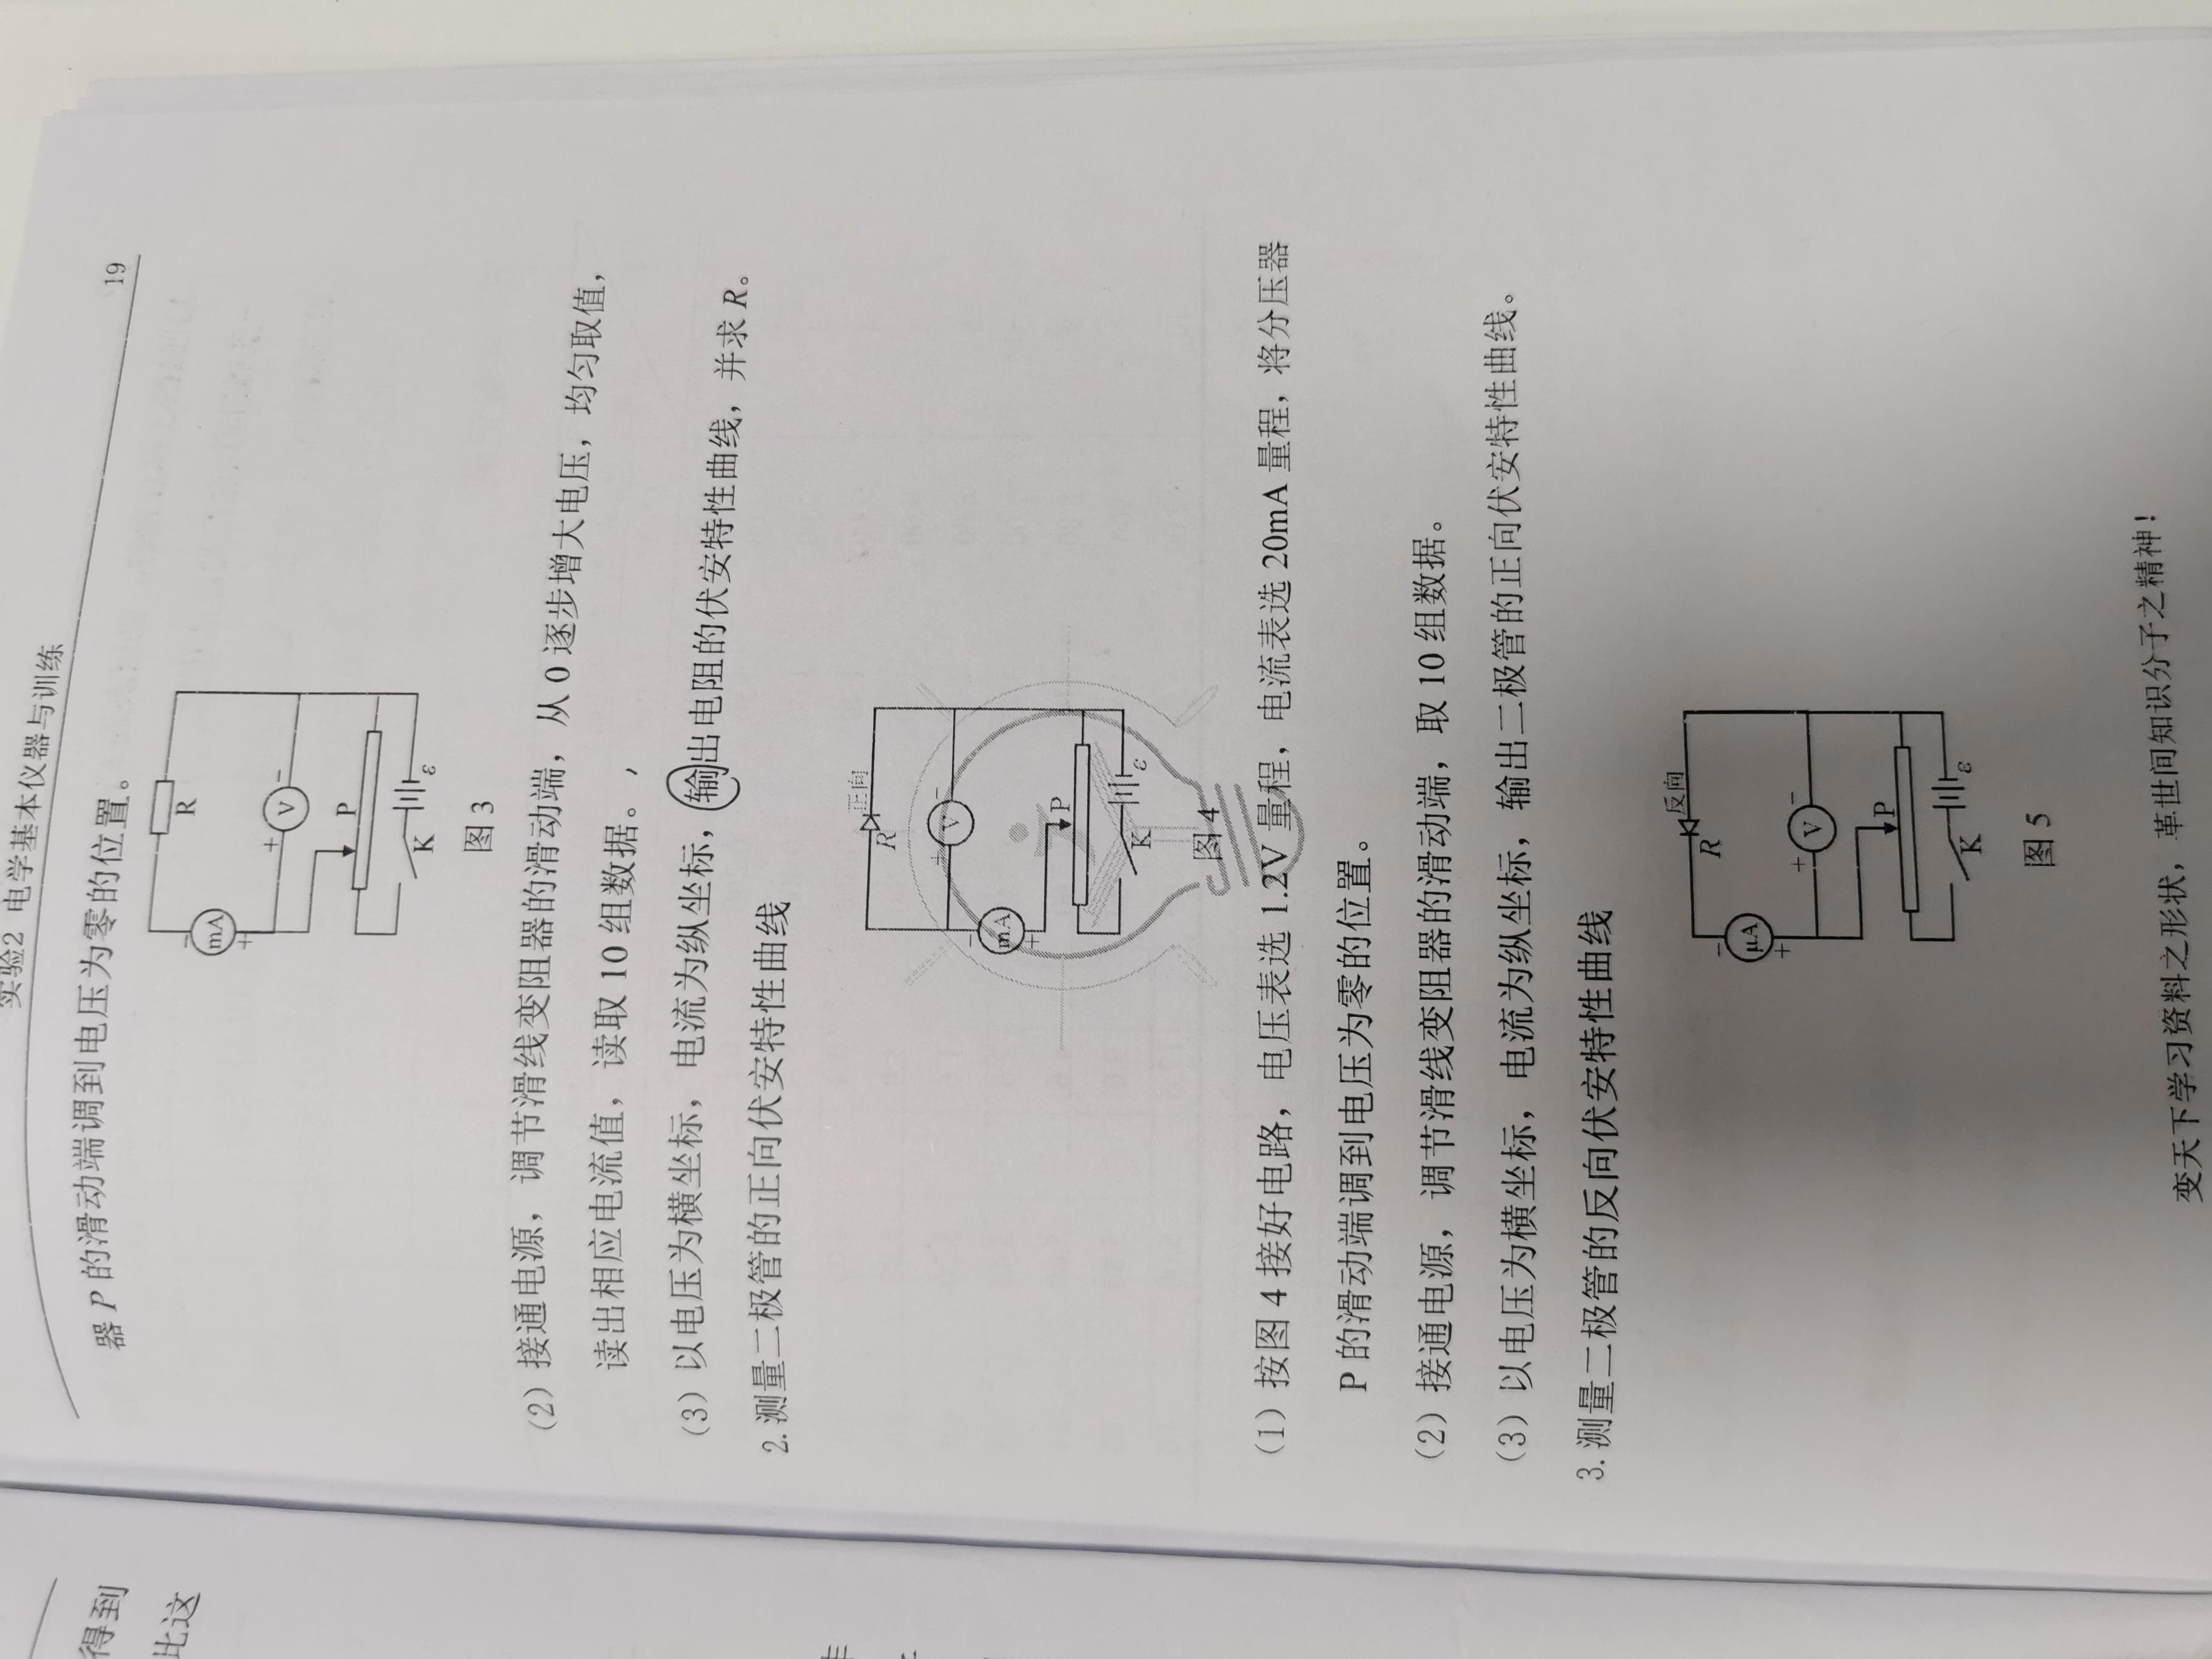 得到
比这
实验2 电学基本仪器与训练
19
器 P 的滑动端调到电压为零的位置。
R
mA
－
+
+ V －
P
K ε
图 3
(2) 接通电源，调节滑线变阻器的滑动端，从 0 逐步增大电压，均匀取值，
读出相应电流值，读取 10 组数据。
(3) 以电压为横坐标，电流为纵坐标，输出电阻的伏安特性曲线，并求 R。
2. 测量二极管的正向伏安特性曲线
正向
R
+ V －
－
mA
+
P
K ε
图 4
(1) 按图 4 接好电路，电压表选 1.2V 量程，电流表选 20mA 量程，将分压器
P 的滑动端调到电压为零的位置。
(2) 接通电源，调节滑线变阻器的滑动端，取 10 组数据。
(3) 以电压为横坐标，电流为纵坐标，输出二极管的正向伏安特性曲线。
3. 测量二极管的反向伏安特性曲线
反向
R
－
μA
+
+ V －
P
K ε
图 5
变天下学习资料之形状，革世间知识分子之精神！